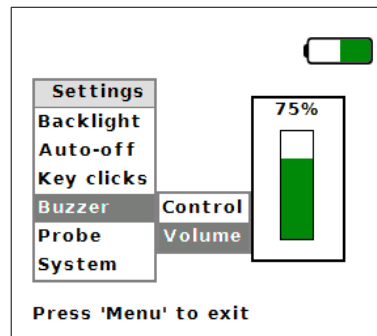 Settings
75%
Backlight
Auto-off
Key clicks
Buzzer
Control
Probe
Volume
System
Press 'Menu' to exit